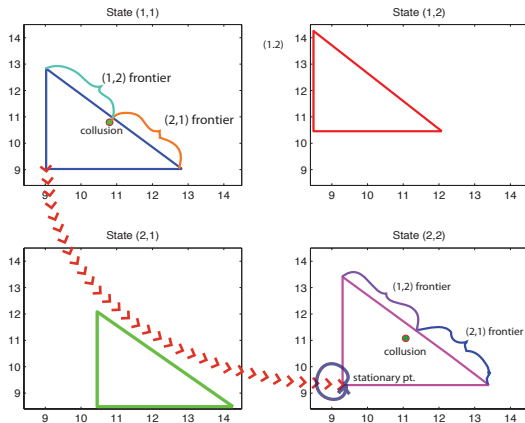 State (1,1)
14
13
12
11
10
9
(1,2) frontier
(2,1) frontier
collusion
9 10 11 12 13 14
State (1,2)
(1.2)
14
13
12
11
10
9
9 10 11 12 13 14
State (2,1)
14
13
12
11
10
9
9 10 11 12 13 14
State (2,2)
14
13
12
11
10
9
(1,2) frontier
(2,1) frontier
collusion
stationary pt.
9 10 11 12 13 14